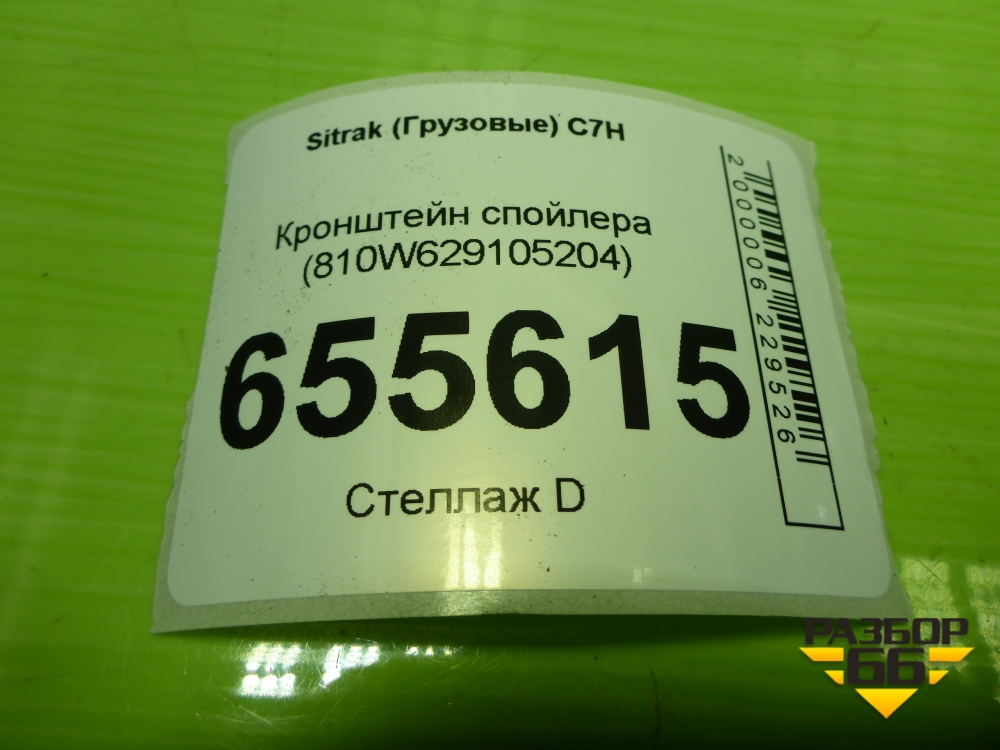 Sitrak (Грузовые) C7H
Кронштейн спойлера
(810W629105204)
655615
Стеллаж D
2000006229526
РАЗБОР
66